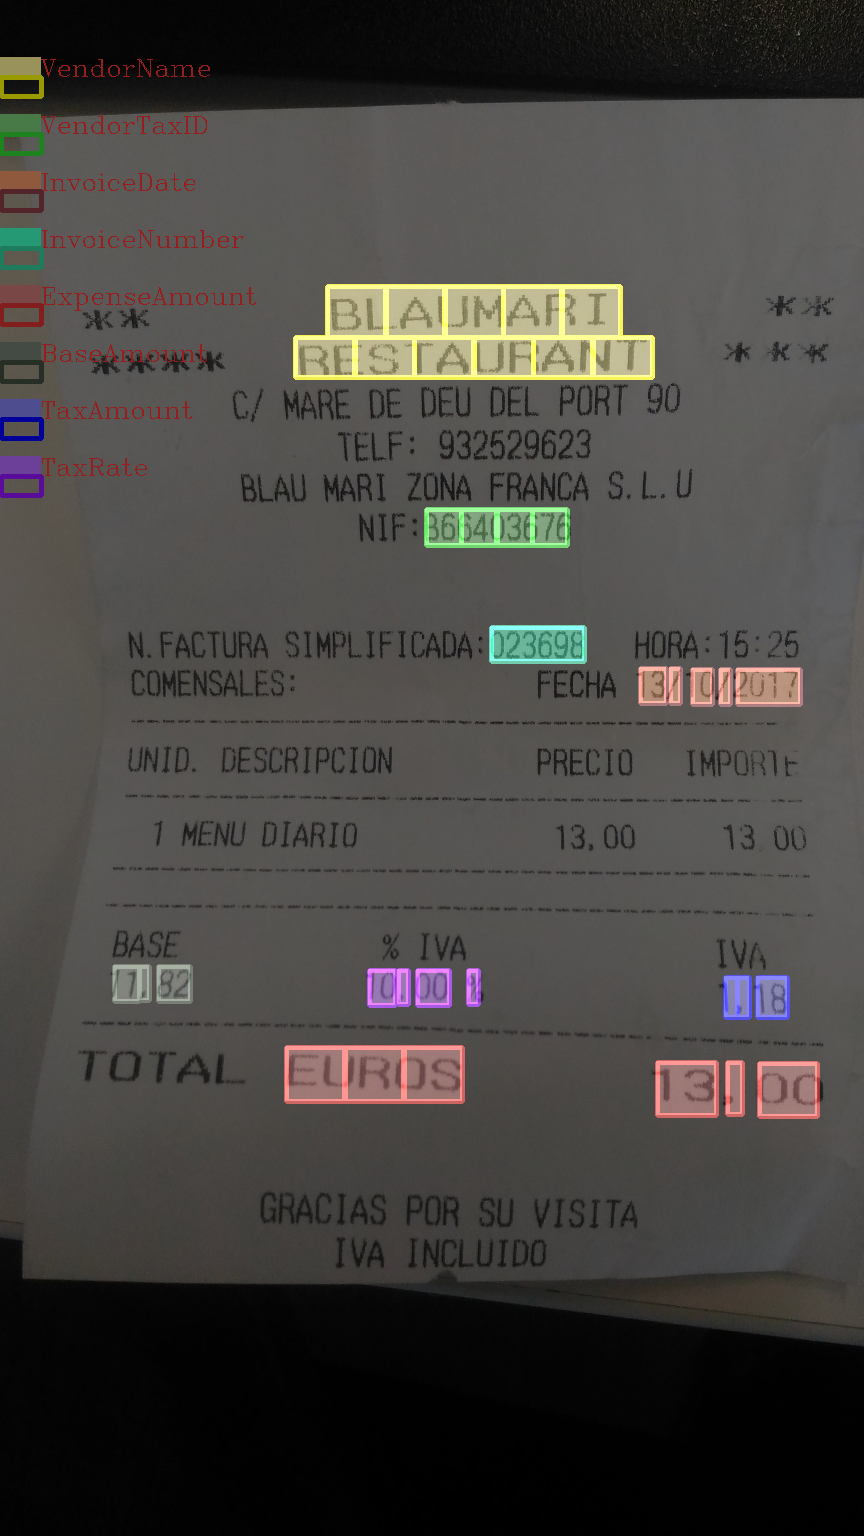 VendorName
VendorTaxID
InvoiceDate
InvoiceNumber
ExpenseAmount
BaseAmount
TaxAmount
TaxRate
** BLAUMARI **
**** RESTAURANT ***
C/ MARE DE DEU DEL PORT 90
TELF: 932529623
BLAU MARI ZONA FRANCA S.L.U
NIF:B66403676
N.FACTURA SIMPLIFICADA:023698 HORA:15:25
COMENSALES: FECHA 13/10/2017
UNID. DESCRIPCION PRECIO IMPORTE
1 MENU DIARIO 13,00 13.00
BASE % IVA IVA
11,82 10,00 % 1,18
TOTAL EUROS 13,00
GRACIAS POR SU VISITA
IVA INCLUIDO